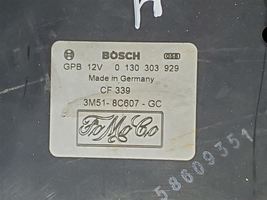 H
BOSCH
GPB 12V 0 130 303 929
Made in Germany
CF 339
3M51- 8C607 - GC
FoMoCo
58609351